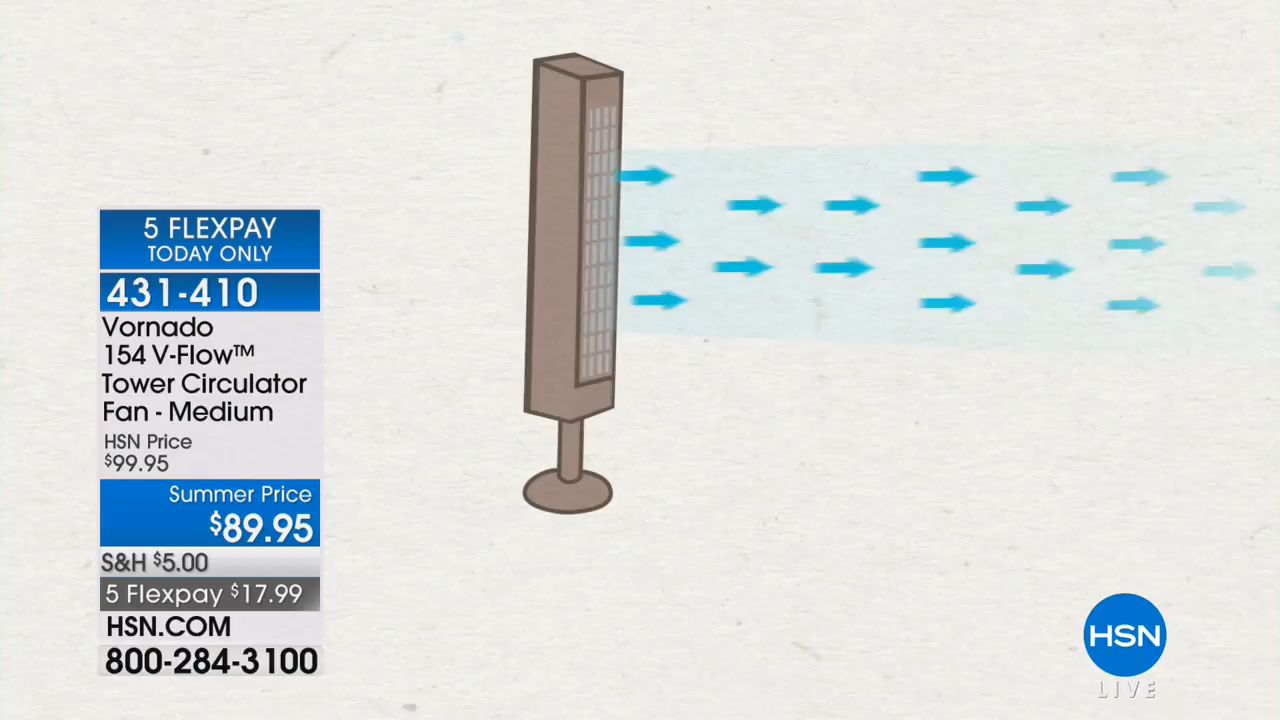 5 FLEXPAY
TODAY ONLY
431-410
Vornado
154 V-Flow™
Tower Circulator
Fan - Medium
HSN Price
$99.95
Summer Price
$89.95
S&H $5.00
5 Flexpay $17.99
HSN.COM
800-284-3100
HSN
LIVE